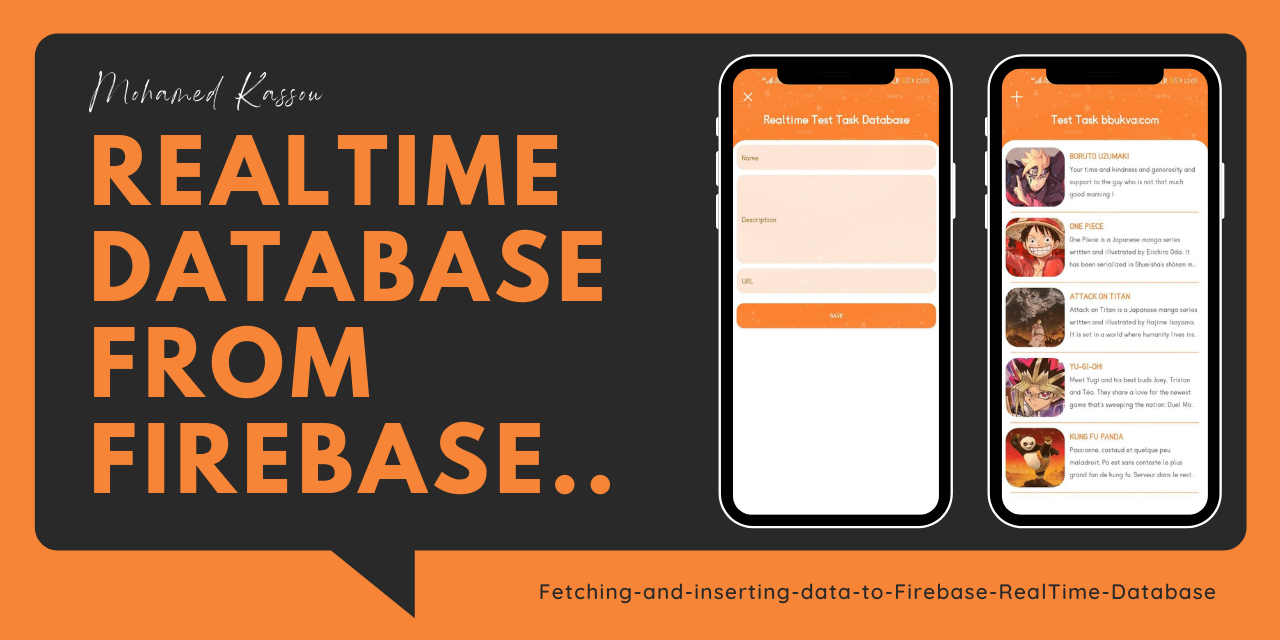 Mohamed Kassou
REALTIME
DATABASE
FROM
FIREBASE..
Realtime Test Task Database
Name
Description
URL
SAVE
13:05
Test Task bbukva.com
BORUTO UZUMAKI
Your time and kindness and generosity and
support to the guy who is not that much
good morning !
ONE PIECE
One Piece is a Japanese manga series
written and illustrated by Eiichiro Oda. It
has been serialized in Shueisha's shōnen m...
ATTACK ON TITAN
Attack on Titan is a Japanese manga series
written and illustrated by Hajime Isayama.
It is set in a world where humanity lives ins...
YU-GI-OH!
Meet Yugi and his best buds Joey, Tristan
and Téa. They share a love for the newest
game that's sweeping the nation: Duel Mo...
KUNG FU PANDA
Passionné, costaud et quelque peu
maladroit, Po est sans conteste le plus
grand fan de kung fu. Serveur dans le rest...
Fetching-and-inserting-data-to-Firebase-RealTime-Database